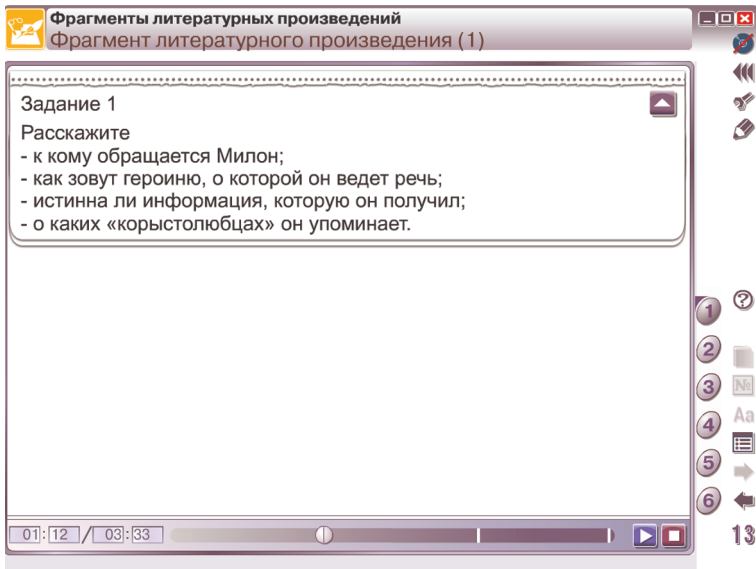 Фрагменты литературных произведений
Фрагмент литературного произведения (1)
Задание 1
Расскажите
- к кому обращается Милон;
- как зовут героиню, о которой он ведет речь;
- истинна ли информация, которую он получил;
- о каких «корыстолюбцах» он упоминает.
1
2
3
№
4
Aa
5
6
01:12 / 03:33
13